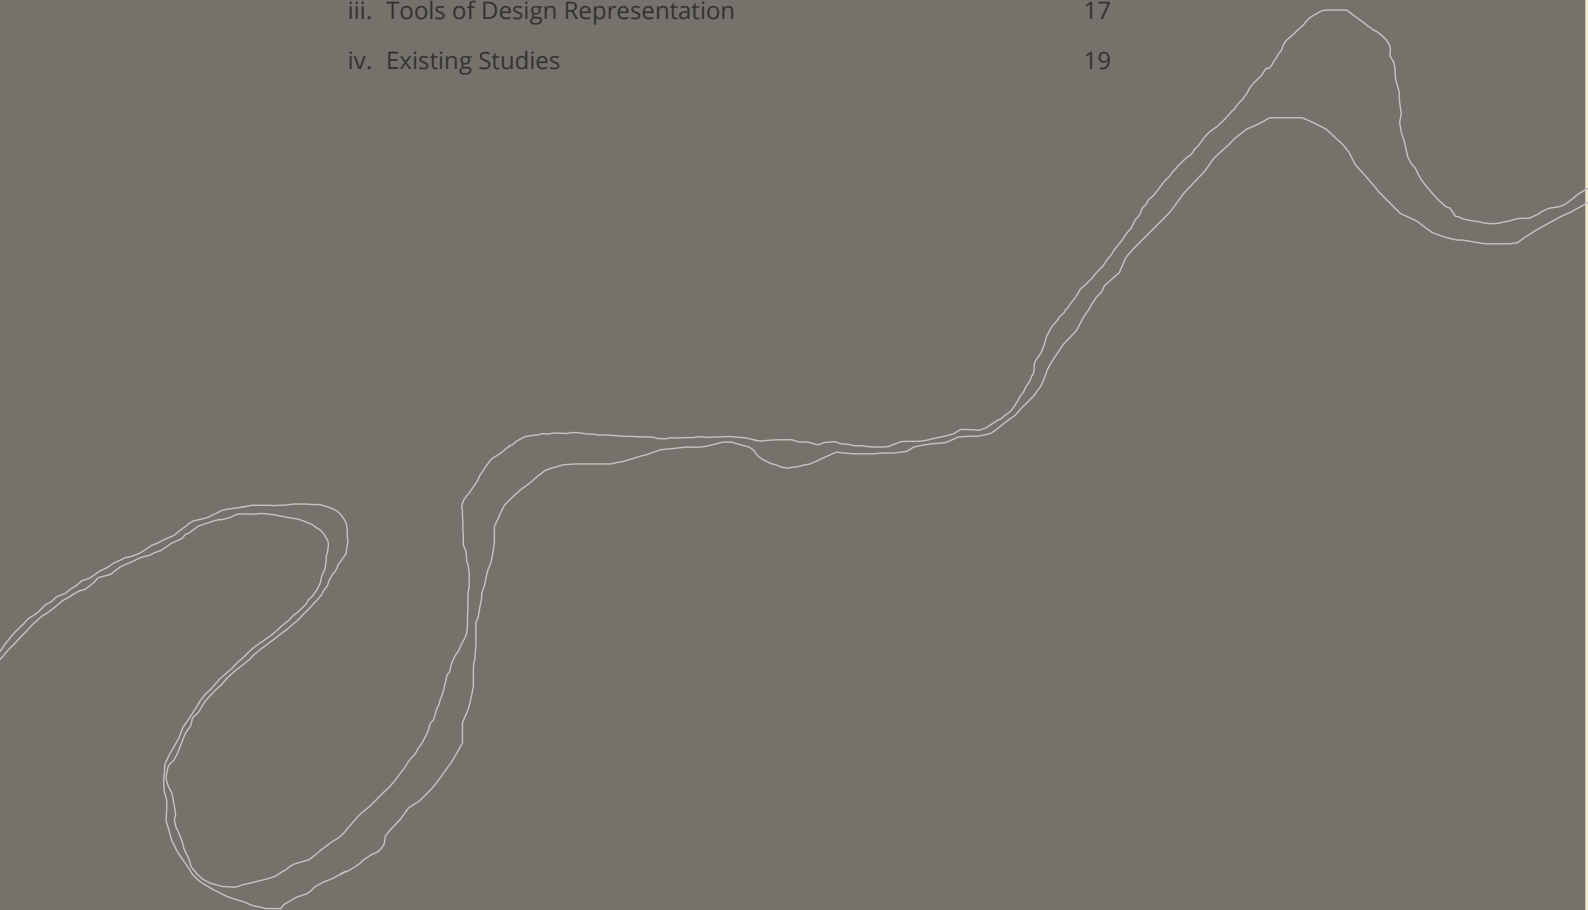 iii. Tools of Design Representation 17
iv. Existing Studies 19